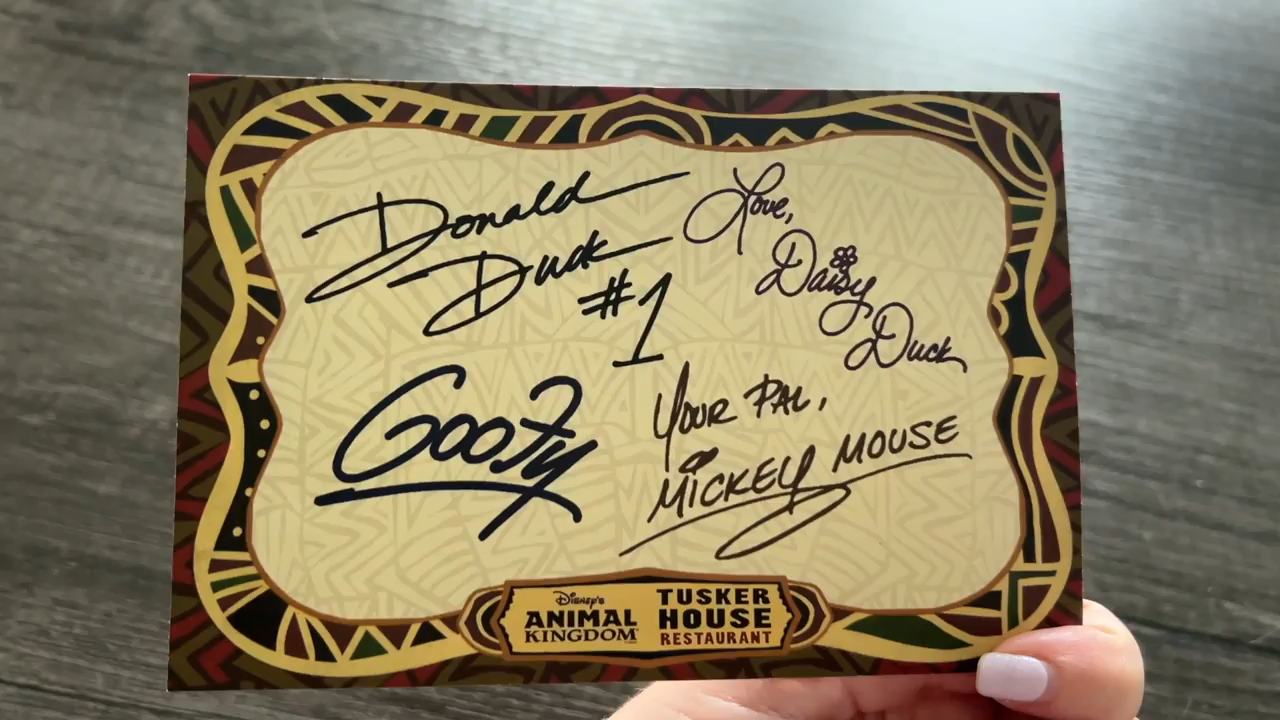 Donald
Duck
#1
Love,
Daisy
Duck
Goofy
Your Pal,
Mickey Mouse
Disney's
ANIMAL
KINGDOM
TUSKER
HOUSE
RESTAURANT